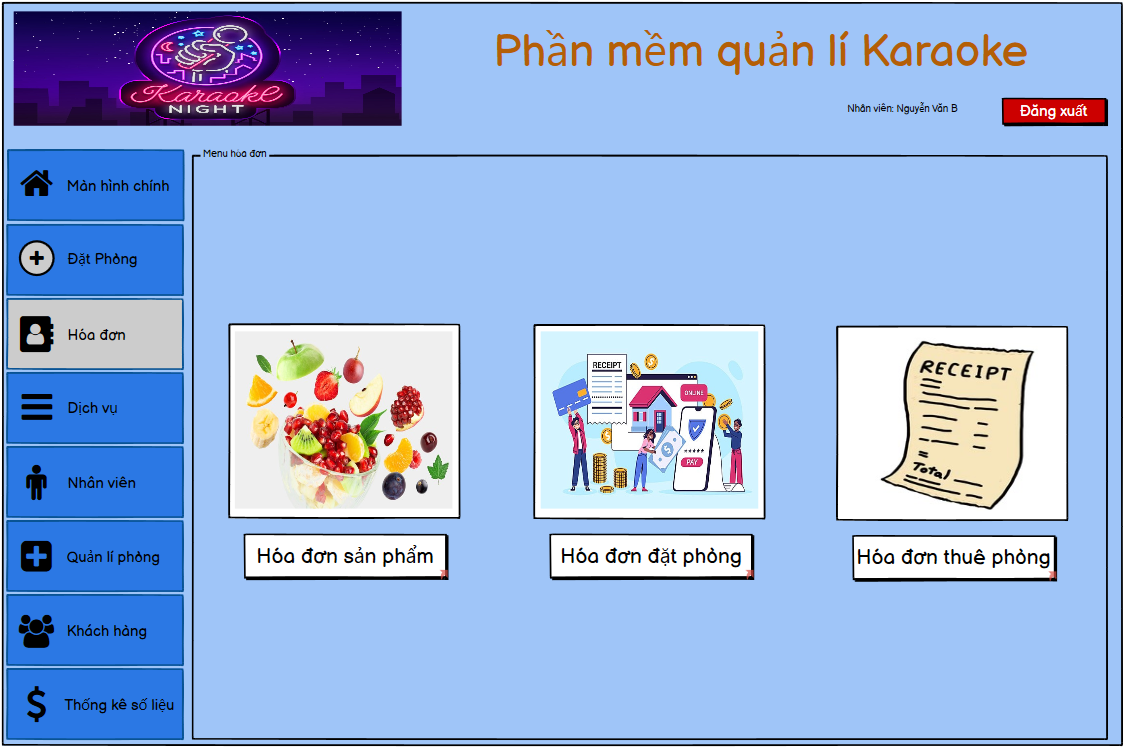 Karaoke
NIGHT
Phần mềm quản lí Karaoke
Nhân viên: Nguyễn Văn B
Đăng xuất
Màn hình chính
Đặt Phòng
Hóa đơn
Dịch vụ
Nhân viên
Quản lí phòng
Khách hàng
Thống kê số liệu
Menu hóa đơn
RECEIPT
ONLINE
PAY
RECEIPT
Total
Hóa đơn sản phẩm
Hóa đơn đặt phòng
Hóa đơn thuê phòng